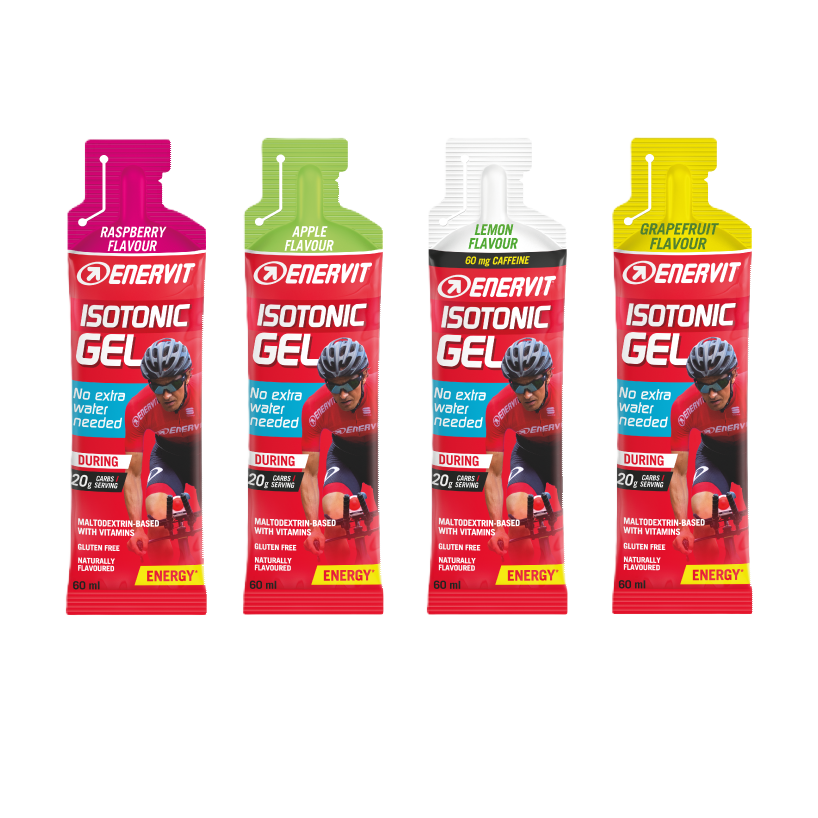 RASPBERRY
FLAVOUR
ENERVIT
ISOTONIC
GEL
No extra
water
needed
DURING
20g CARBS /
SERVING
MALTODEXTRIN-BASED
WITH VITAMINS
GLUTEN FREE
NATURALLY
FLAVOURED
ENERGY*
60 ml
APPLE
FLAVOUR
ENERVIT
ISOTONIC
GEL
No extra
water
needed
DURING
20g CARBS /
SERVING
MALTODEXTRIN-BASED
WITH VITAMINS
GLUTEN FREE
NATURALLY
FLAVOURED
ENERGY*
60 ml
LEMON
FLAVOUR
60 mg CAFFEINE
ENERVIT
ISOTONIC
GEL
No extra
water
needed
DURING
20g CARBS /
SERVING
MALTODEXTRIN-BASED
WITH VITAMINS
GLUTEN FREE
NATURALLY
FLAVOURED
ENERGY*
60 ml
GRAPEFRUIT
FLAVOUR
ENERVIT
ISOTONIC
GEL
No extra
water
needed
DURING
20g CARBS /
SERVING
MALTODEXTRIN-BASED
WITH VITAMINS
GLUTEN FREE
NATURALLY
FLAVOURED
ENERGY*
60 ml